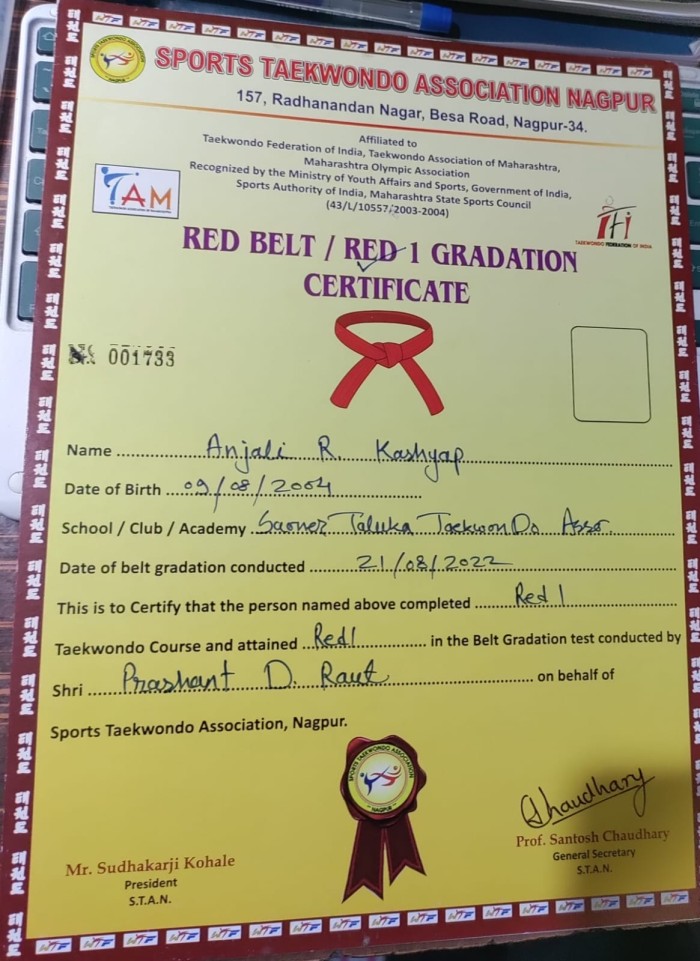 SPORTS TAEKWONDO ASSOCIATION NAGPUR
157, Radhanandan Nagar, Besa Road, Nagpur-34.
Affiliated to
Taekwondo Federation of India, Taekwondo Association of Maharashtra,
Maharashtra Olympic Association
Recognized by the Ministry of Youth Affairs and Sports, Government of India,
Sports Authority of India, Maharashtra State Sports Council
(43/L/10557/2003-2004)
TAM
TFI
TAEKWONDO FEDERATION OF INDIA
RED BELT / RED 1 GRADATION
CERTIFICATE
001733
Name Anjali R. Kashyap
Date of Birth 09/08/2004
School / Club / Academy Saoner Taluka TaekwonDo Asso.
Date of belt gradation conducted 21/08/2022
This is to Certify that the person named above completed Red 1
Taekwondo Course and attained Red 1 in the Belt Gradation test conducted by
Shri Prashant D. Raut on behalf of
Sports Taekwondo Association, Nagpur.
SPORTS TAEKWONDO ASSOCIATION
NAGPUR
Chaudhary
Mr. Sudhakarji Kohale
President
S.T.A.N.
Prof. Santosh Chaudhary
General Secretary
S.T.A.N.